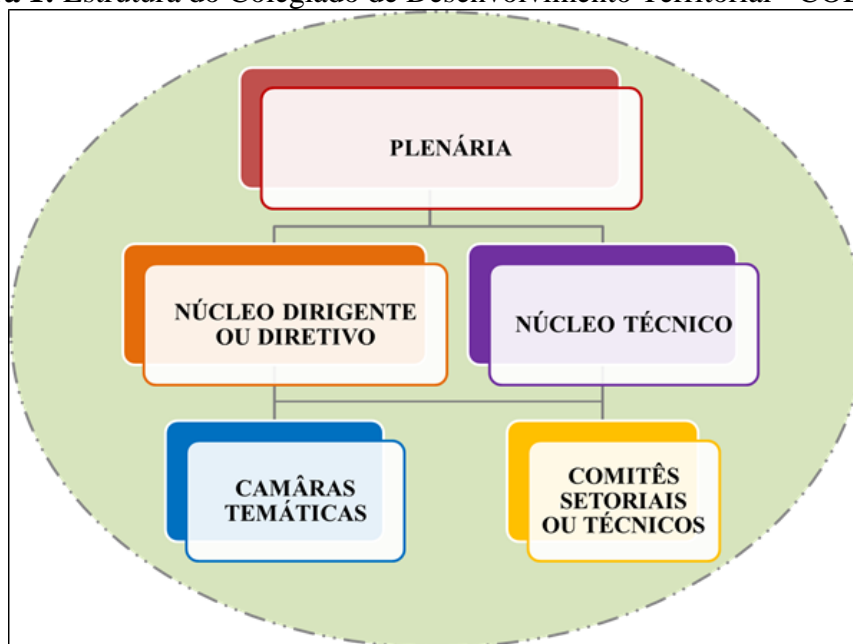 1. Estrutura do Colegiado de Desenvolvimento Territorial
PLENÁRIA
NÚCLEO DIRIGENTE
OU DIRETIVO
NÚCLEO TÉCNICO
CAMÂRAS
TEMÁTICAS
COMITÊS
SETORIAIS
OU TÉCNICOS